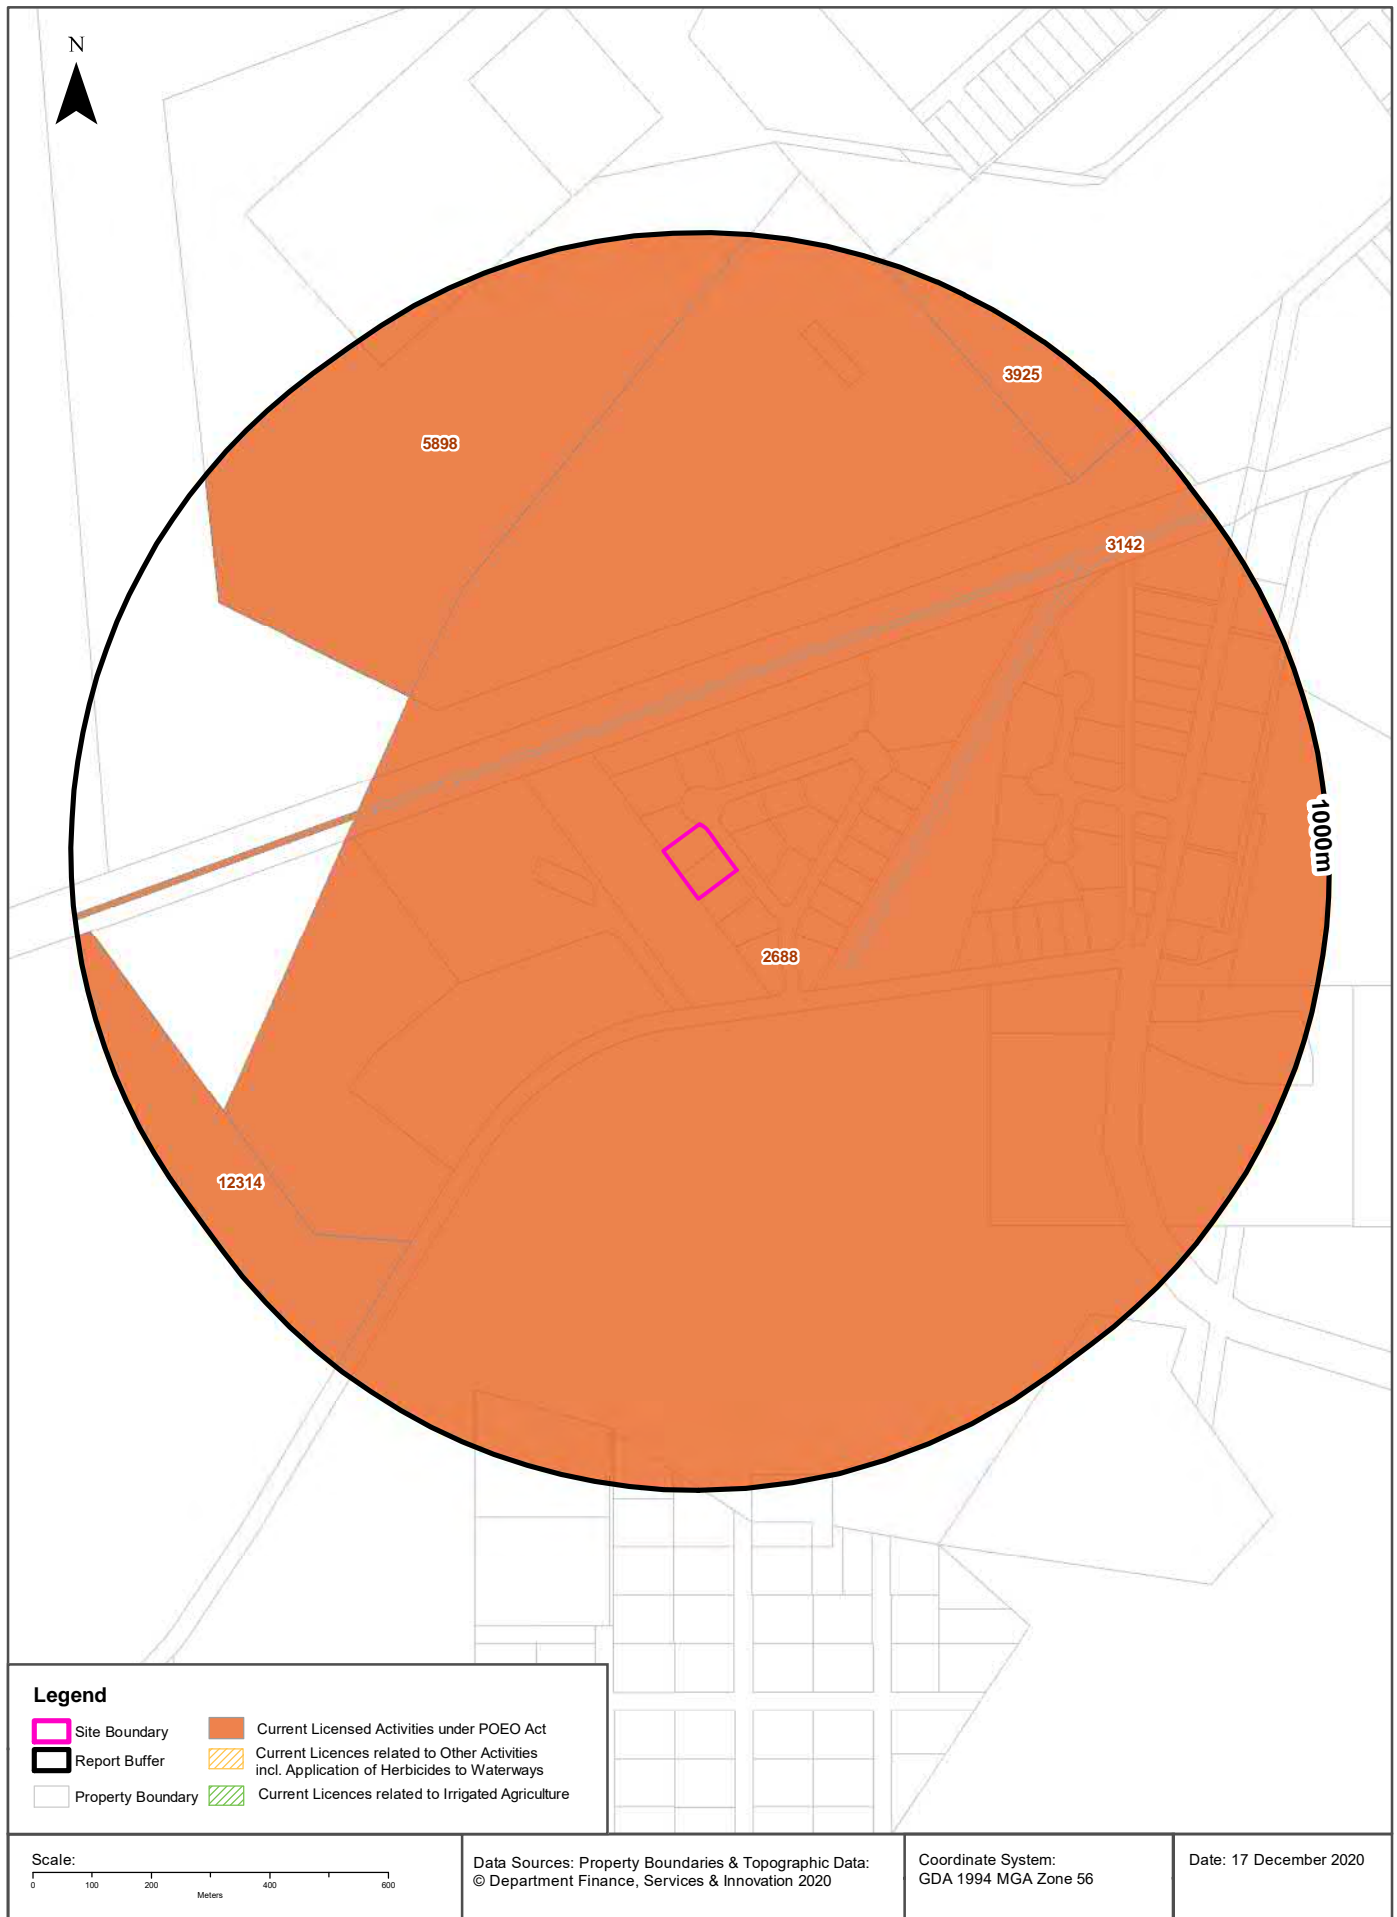 N
3925
5898
3142
1000m
2688
12314
Legend
Site Boundary
Report Buffer
Property Boundary
Current Licensed Activities under POEO Act
Current Licences related to Other Activities
incl. Application of Herbicides to Waterways
Current Licences related to Irrigated Agriculture
Scale:
0 100 200 400 600
Meters
Data Sources: Property Boundaries & Topographic Data:
© Department Finance, Services & Innovation 2020
Coordinate System:
GDA 1994 MGA Zone 56
Date: 17 December 2020